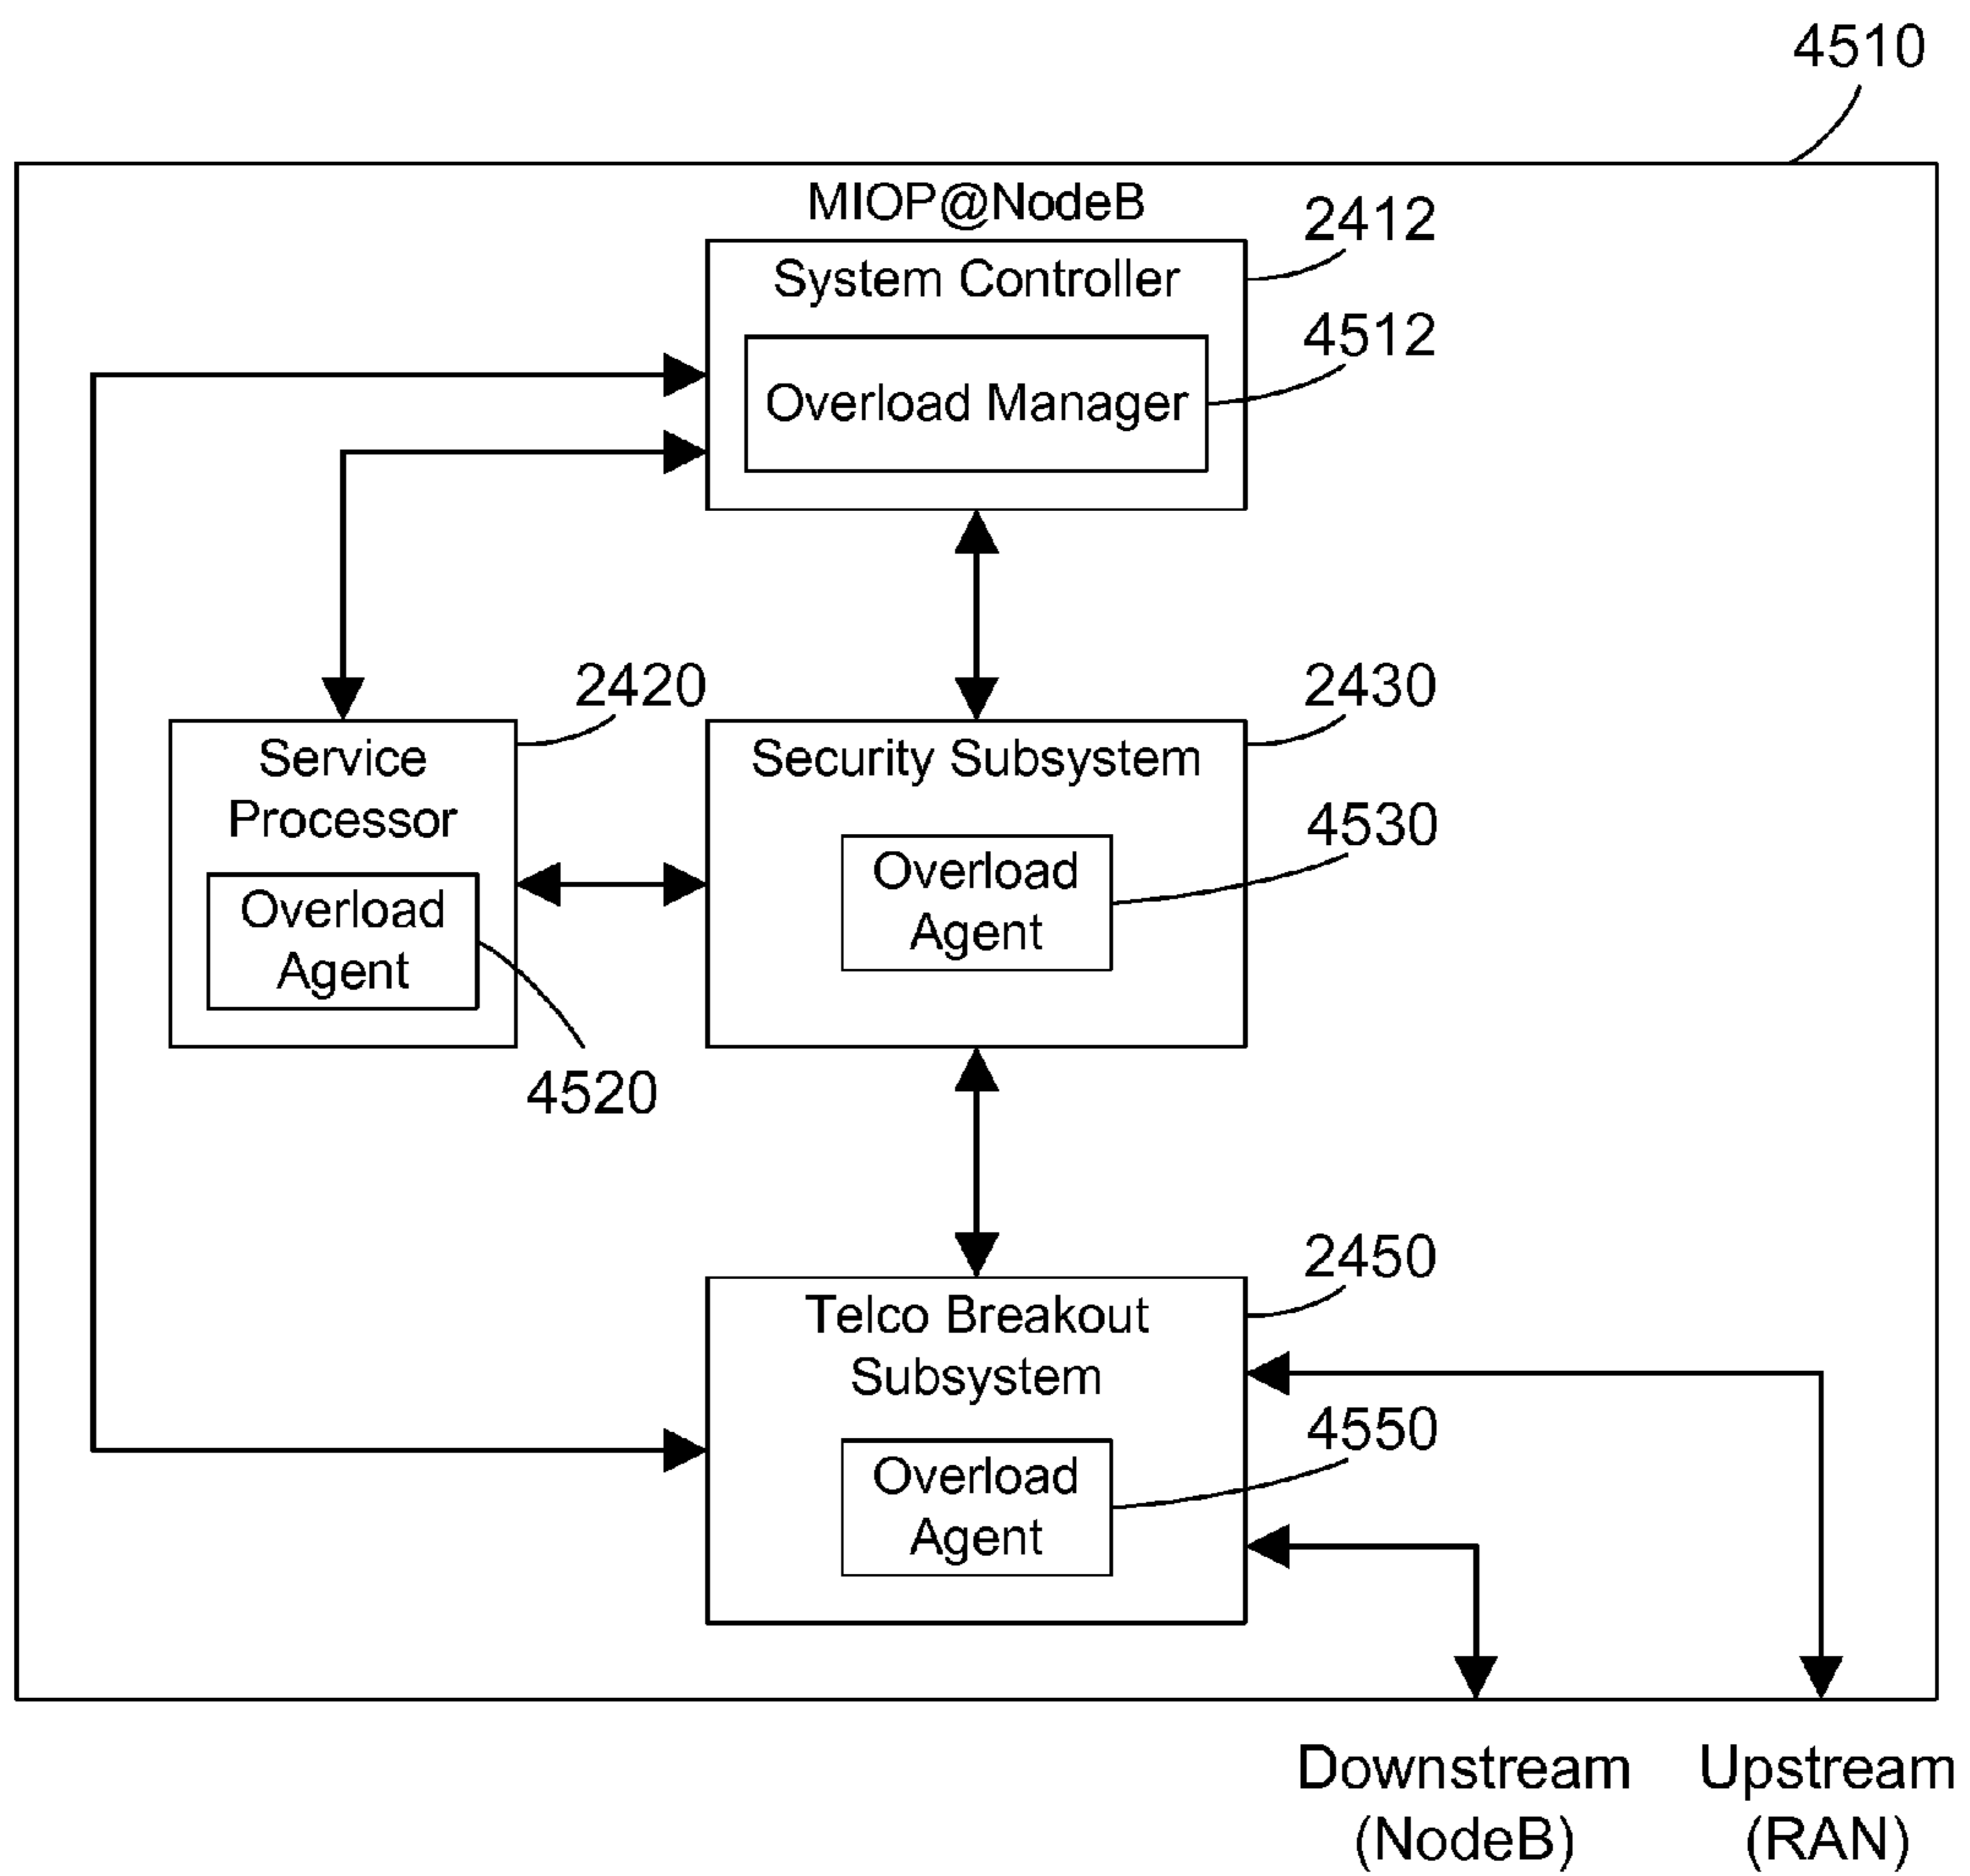 4510
MIOP@NodeB
2412
System Controller
4512
Overload Manager
2420
2430
Service
Processor
Security Subsystem
4530
Overload
Agent
Overload
Agent
4520
2450
Telco Breakout
Subsystem
4550
Overload
Agent
Downstream
(NodeB)
Upstream
(RAN)